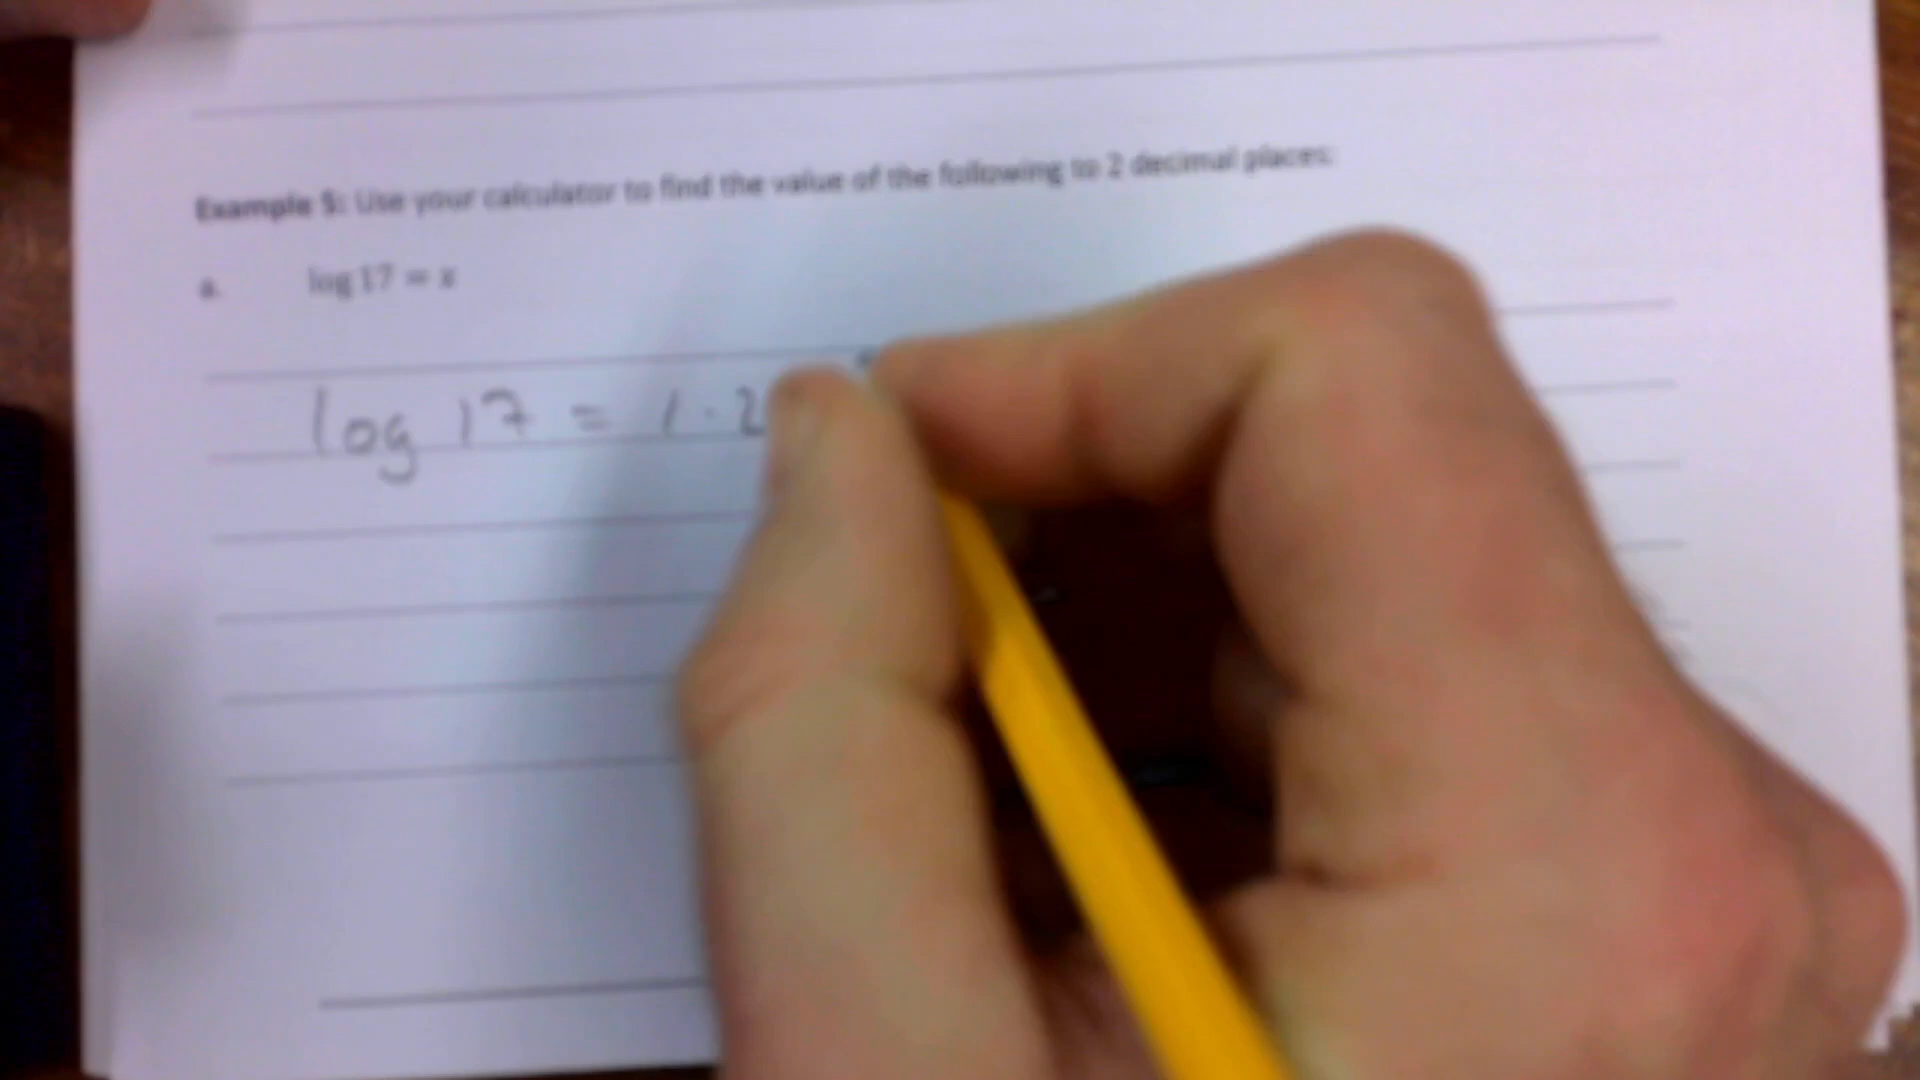 Example 5: Use your calculator to find the value of the following to 2 decimal places:
a. log 17 = x
log 17 = 1.2